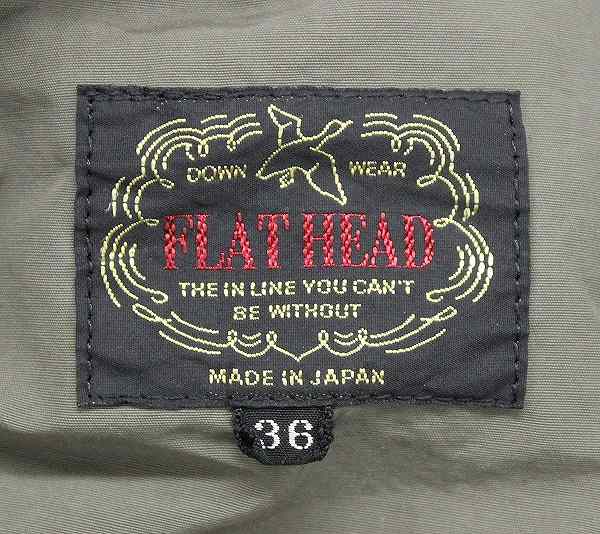 DOWN WEAR
FLAT HEAD
THE IN LINE YOU CAN'T
BE WITHOUT
MADE IN JAPAN
36